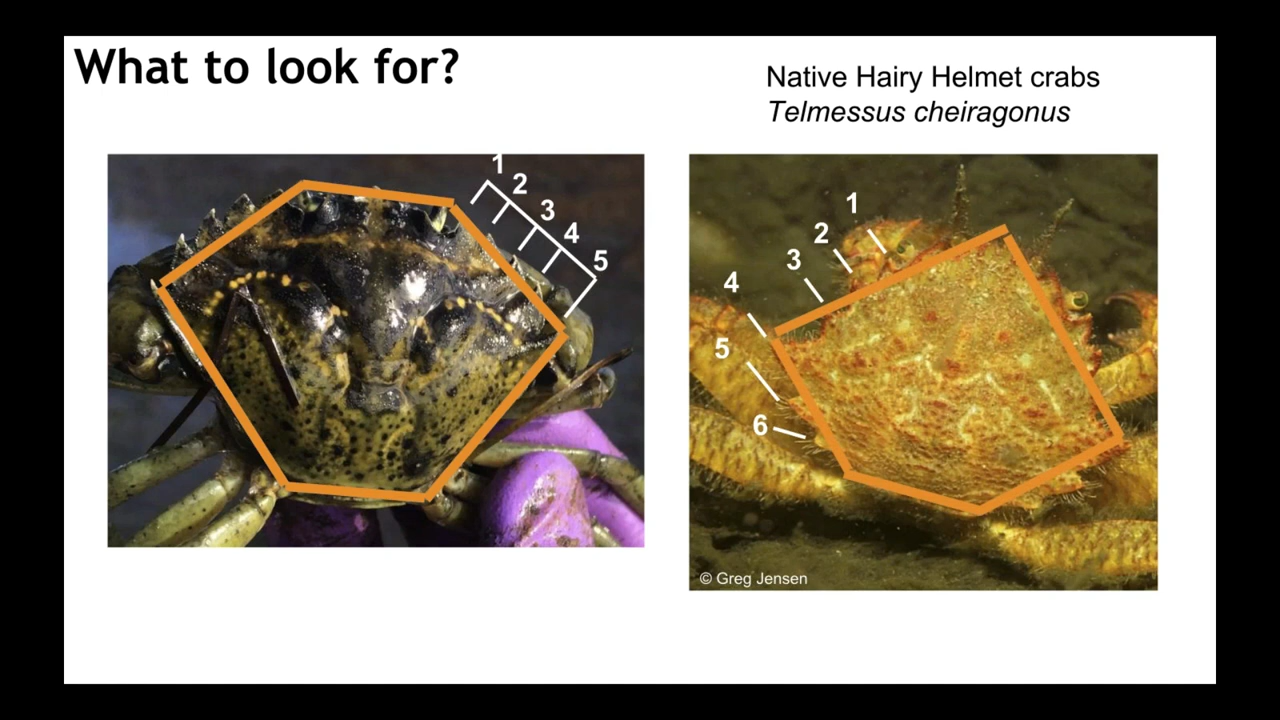 What to look for?
Native Hairy Helmet crabs
Telmessus cheiragonus
1
2
3
4
5
1
2
3
4
5
6
© Greg Jensen